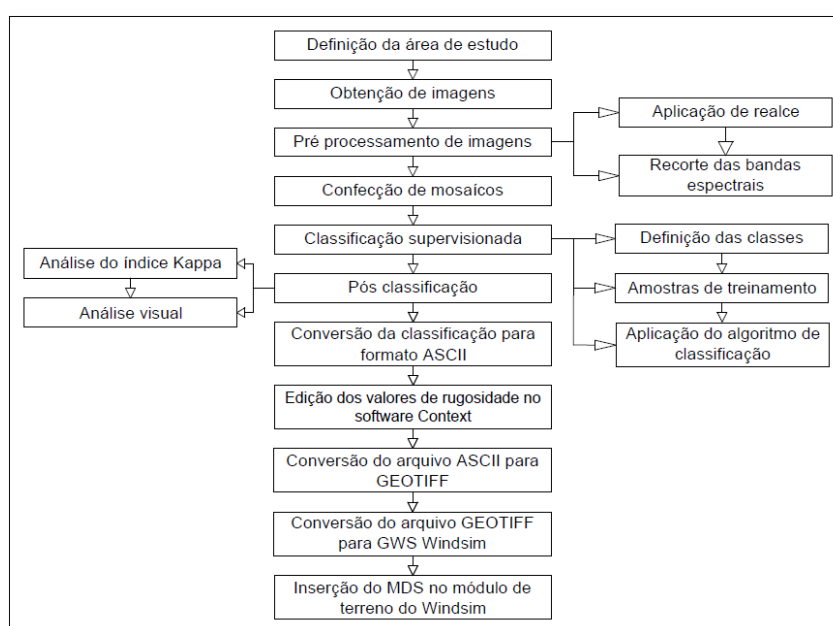 Definição da área de estudo
Obtenção de imagens
Pré processamento de imagens
Aplicação de realce
Recorte das bandas
espectrais
Confecção de mosaícos
Classificação supervisionada
Definição das classes
Amostras de treinamento
Aplicação do algoritmo de
classificação
Pós classificação
Análise do índice Kappa
Análise visual
Conversão da classificação para
formato ASCII
Edição dos valores de rugosidade no
software Context
Conversão do arquivo ASCII para
GEOTIFF
Conversão do arquivo GEOTIFF
para GWS Windsim
Inserção do MDS no módulo de
terreno do Windsim